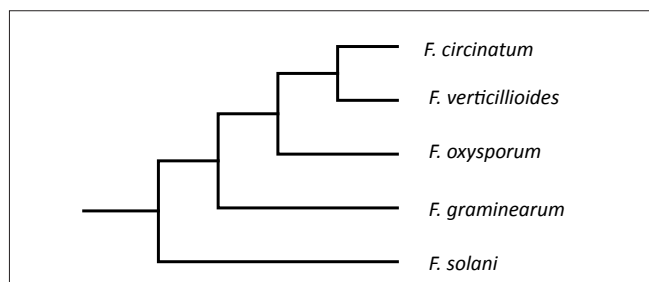 F. circinatum
F. verticillioides
F. oxysporum
F. graminearum
F. solani